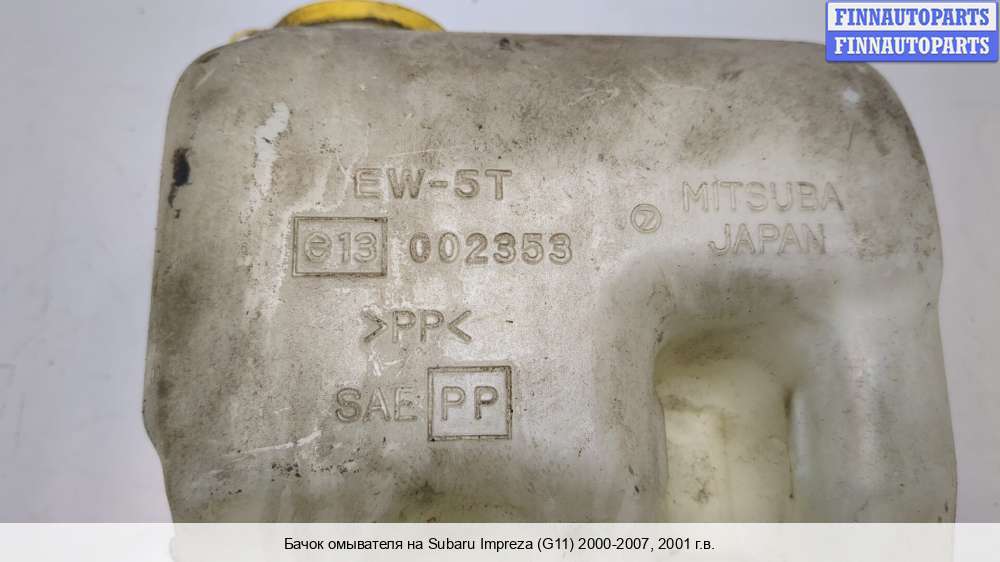 FINNAUTOPARTS
FINNAUTOPARTS
EW-5T
e13 002353
7 MITSUBA
JAPAN
>PP<
SAE PP
Бачок омывателя на Subaru Impreza (G11) 2000-2007, 2001 г.в.